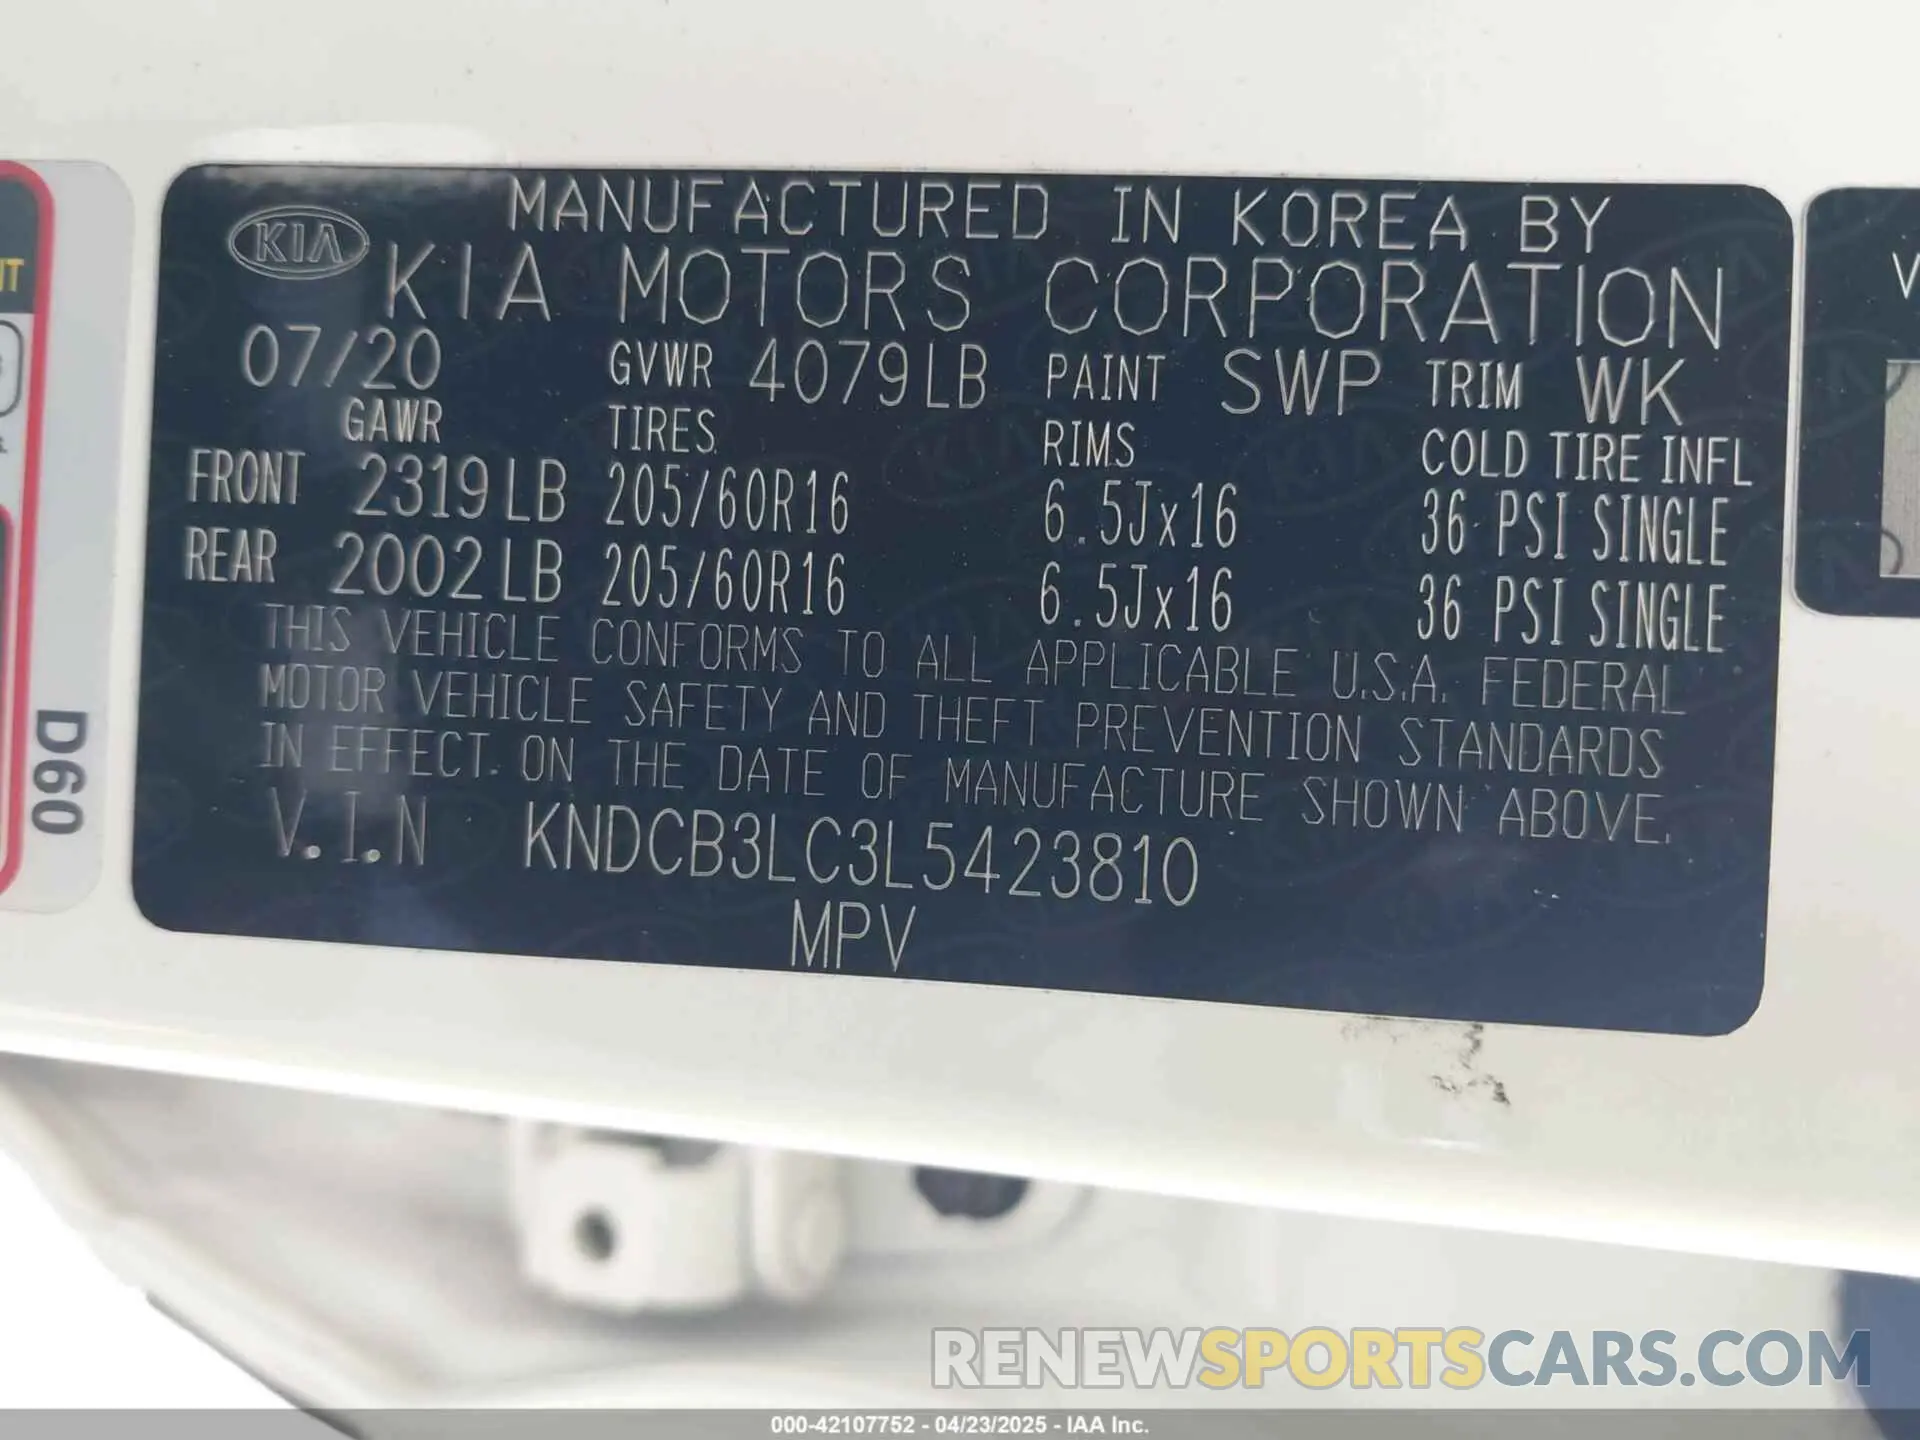 KIA
MANUFACTURED IN KOREA BY
KIA MOTORS CORPORATION
07/20 GVWR 4079LB PAINT SWP TRIM WK
GAWR TIRES RIMS COLD TIRE INFL
FRONT 2319LB 205/60R16 6.5Jx16 36 PSI SINGLE
REAR 2002LB 205/60R16 6.5Jx16 36 PSI SINGLE
THIS VEHICLE CONFORMS TO ALL APPLICABLE U.S.A. FEDERAL
MOTOR VEHICLE SAFETY AND THEFT PREVENTION STANDARDS
IN EFFECT ON THE DATE OF MANUFACTURE SHOWN ABOVE.
V.I.N KNDCB3LC3L5423810
MPV
D60
RENEWSPORTSCARS.COM
000-42107752 - 04/23/2025 - IAA Inc.